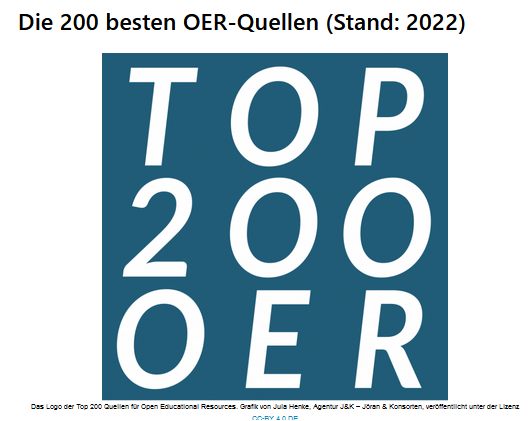 Die 200 besten OER-Quellen (Stand: 2022)
TOP
200
OER
Das Logo der Top 200 Quellen für Open Educational Resources. Grafik von Julia Henke, Agentur J&K – Jöran & Konsorten, veröffentlicht unter der Lizenz
CC-BY 4.0 DE